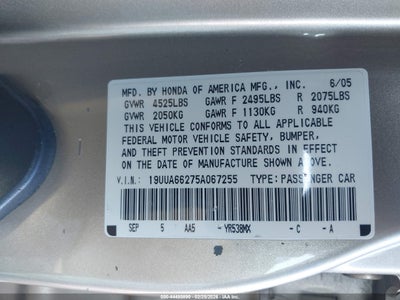 MFD. BY HONDA OF AMERICA MFG., INC. 6/05
GVWR 4525LBS GAWR F 2495LBS R 2075LBS
GVWR 2050KG GAWR F 1130KG R 940KG
THIS VEHICLE CONFORMS TO ALL APPLICABLE
FEDERAL MOTOR VEHICLE SAFETY, BUMPER,
AND THEFT PREVENTION STANDARDS IN EFFECT
ON THE DATE OF MANUFACTURE SHOWN ABOVE.
V.I.N.: 19UUA66275A067255 TYPE:PASSENGER CAR
SEP 5 AA5 -YR538MX -C -A